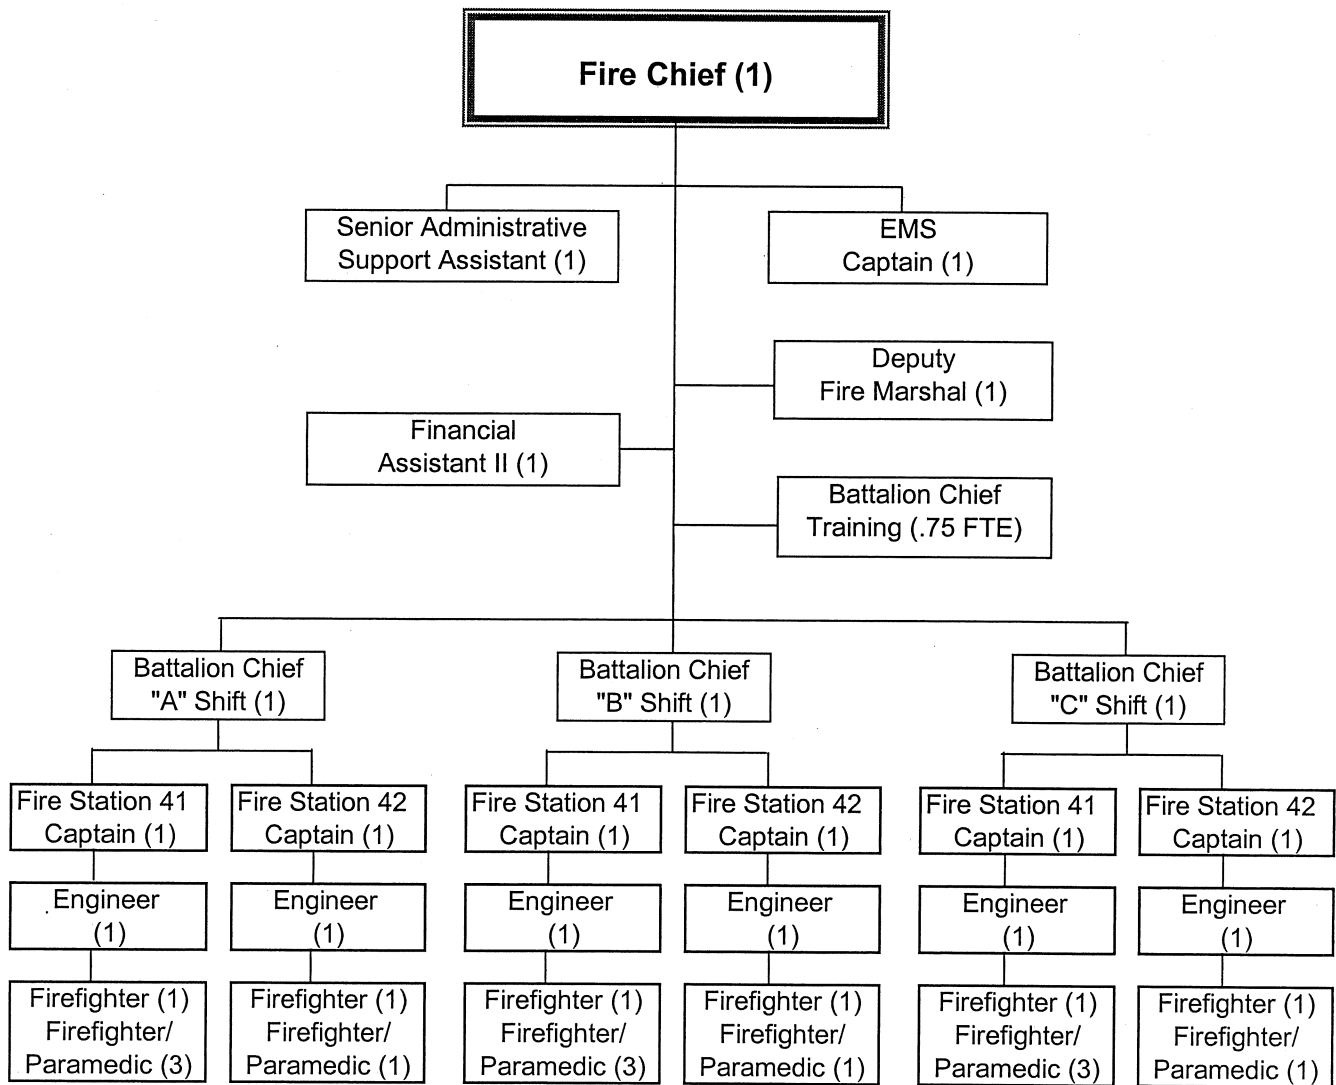 Fire Chief (1)
Senior Administrative
Support Assistant (1)
EMS
Captain (1)
Deputy
Fire Marshal (1)
Financial
Assistant II (1)
Battalion Chief
Training (.75 FTE)
Battalion Chief
"A" Shift (1)
Battalion Chief
"B" Shift (1)
Battalion Chief
"C" Shift (1)
Fire Station 41
Captain (1)
Fire Station 42
Captain (1)
Fire Station 41
Captain (1)
Fire Station 42
Captain (1)
Fire Station 41
Captain (1)
Fire Station 42
Captain (1)
Engineer
(1)
Engineer
(1)
Engineer
(1)
Engineer
(1)
Engineer
(1)
Engineer
(1)
Firefighter (1)
Firefighter/
Paramedic (3)
Firefighter (1)
Firefighter/
Paramedic (1)
Firefighter (1)
Firefighter/
Paramedic (3)
Firefighter (1)
Firefighter/
Paramedic (1)
Firefighter (1)
Firefighter/
Paramedic (3)
Firefighter (1)
Firefighter/
Paramedic (1)